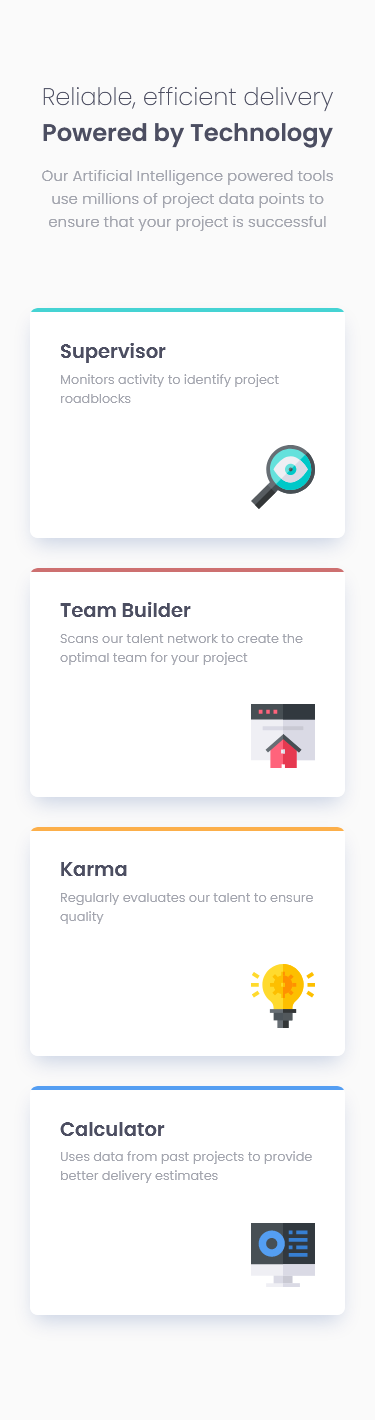 Reliable, efficient delivery
Powered by Technology
Our Artificial Intelligence powered tools
use millions of project data points to
ensure that your project is successful
Supervisor
Monitors activity to identify project
roadblocks
Team Builder
Scans our talent network to create the
optimal team for your project
Karma
Regularly evaluates our talent to ensure
quality
Calculator
Uses data from past projects to provide
better delivery estimates